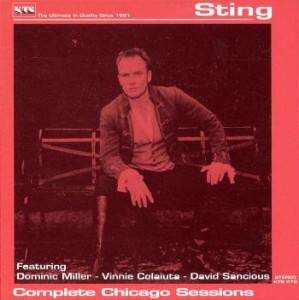 KTS The Ultimate In Quality Since 1991
Sting
Featuring
Dominic Miller - Vinnie Colaiuta - David Sancious
STEREO
Complete Chicago Sessions